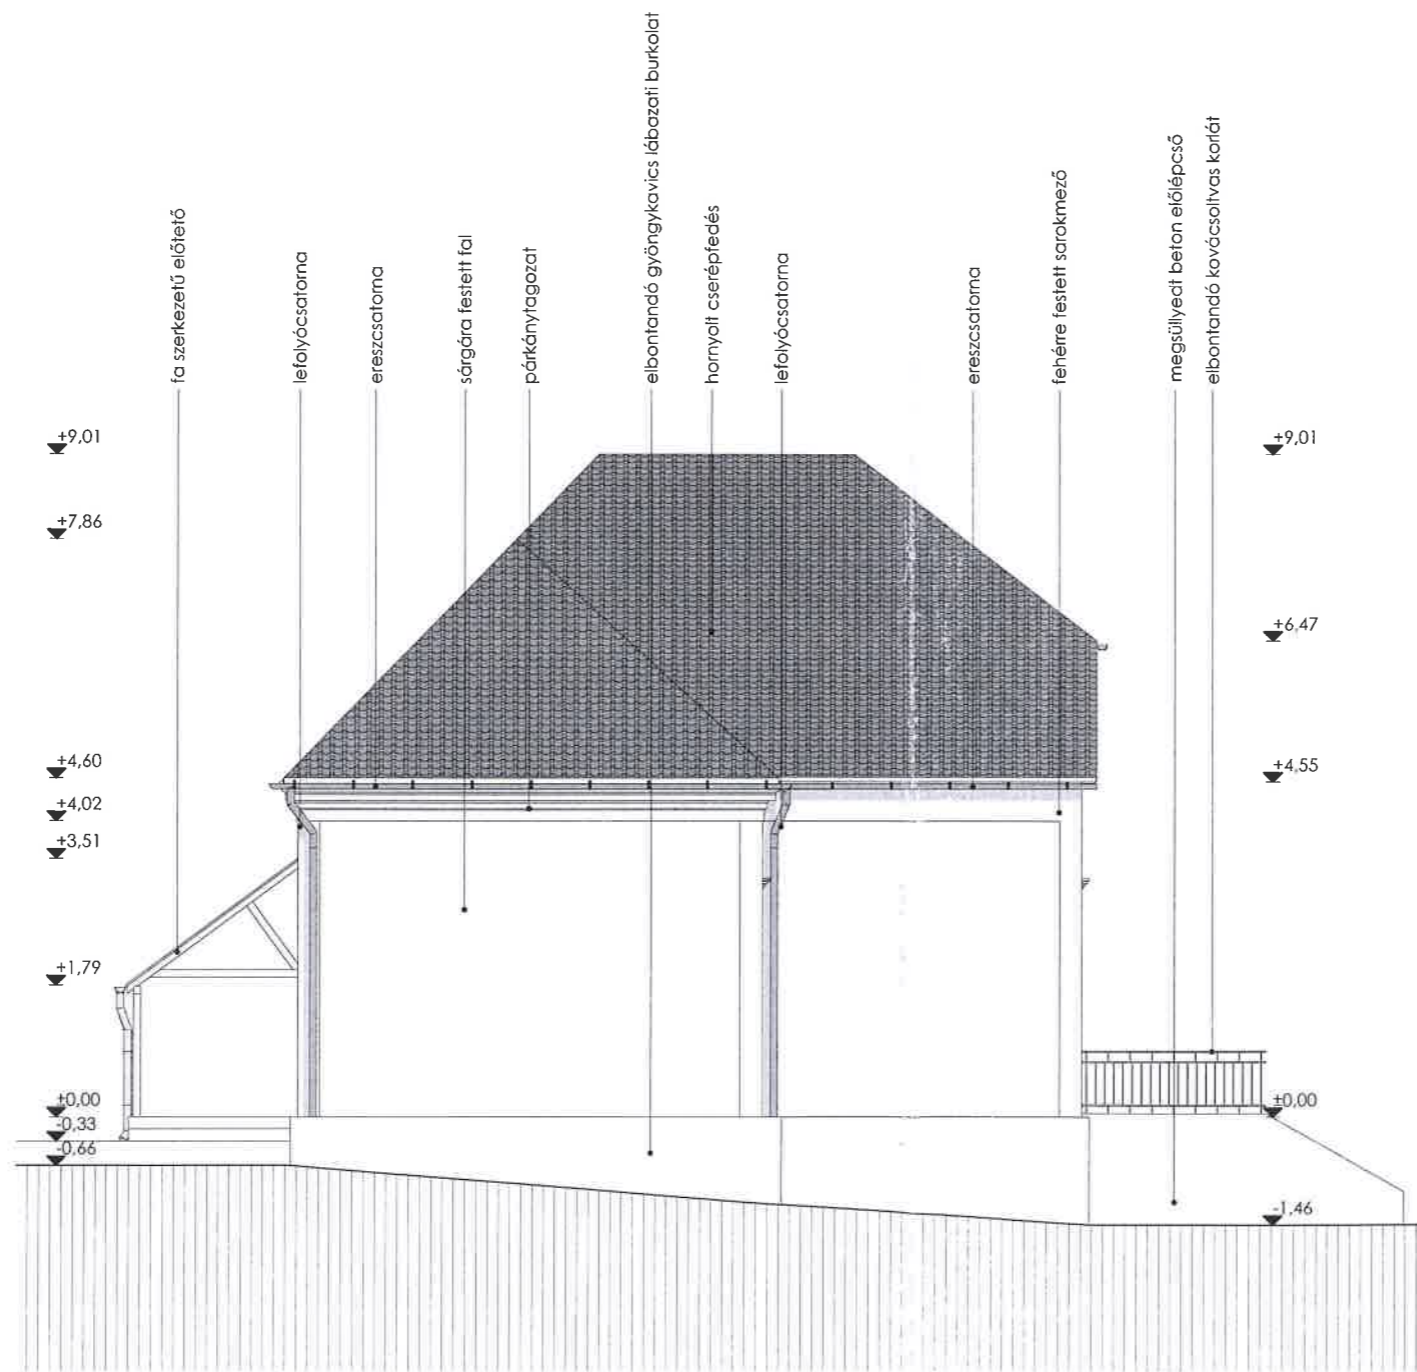 fa szerkezetű előtető
lefolyócsatorna
ereszcsatorna
sárgára festett fal
párkánytagozat
elbontandó gyöngykavics lábazati burkolat
hornyolt cserépfedés
lefolyócsatorna
ereszcsatorna
fehérre festett sarokmező
megsüllyedt beton előlépcső
elbontandó kovácsoltvas korlát
+9,01
+7,86
+4,60
+4,02
+3,51
+1,79
±0,00
-0,33
-0,66
+9,01
+6,47
+4,55
±0,00
-1,46